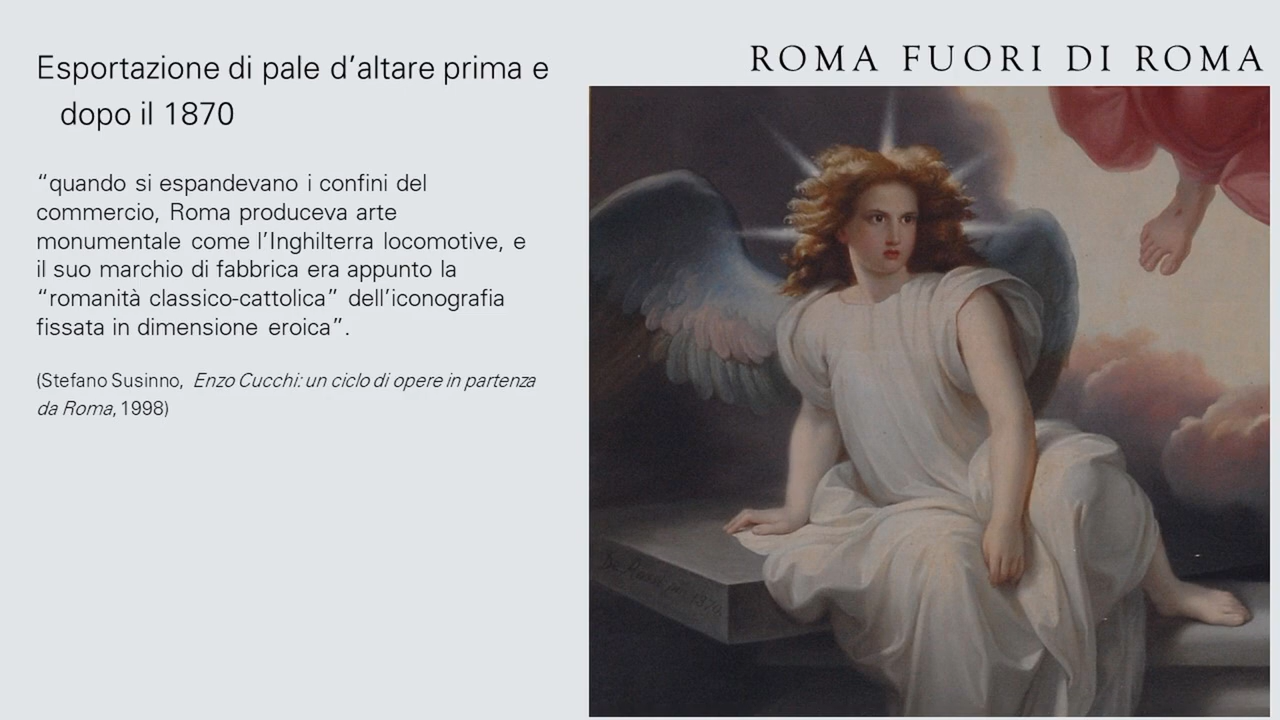 Esportazione di pale d’altare prima e
dopo il 1870
“quando si espandevano i confini del
commercio, Roma produceva arte
monumentale come l’Inghilterra locomotive, e
il suo marchio di fabbrica era appunto la
“romanità classico-cattolica” dell’iconografia
fissata in dimensione eroica”.
(Stefano Susinno, Enzo Cucchi: un ciclo di opere in partenza
da Roma, 1998)
ROMA FUORI DI ROMA